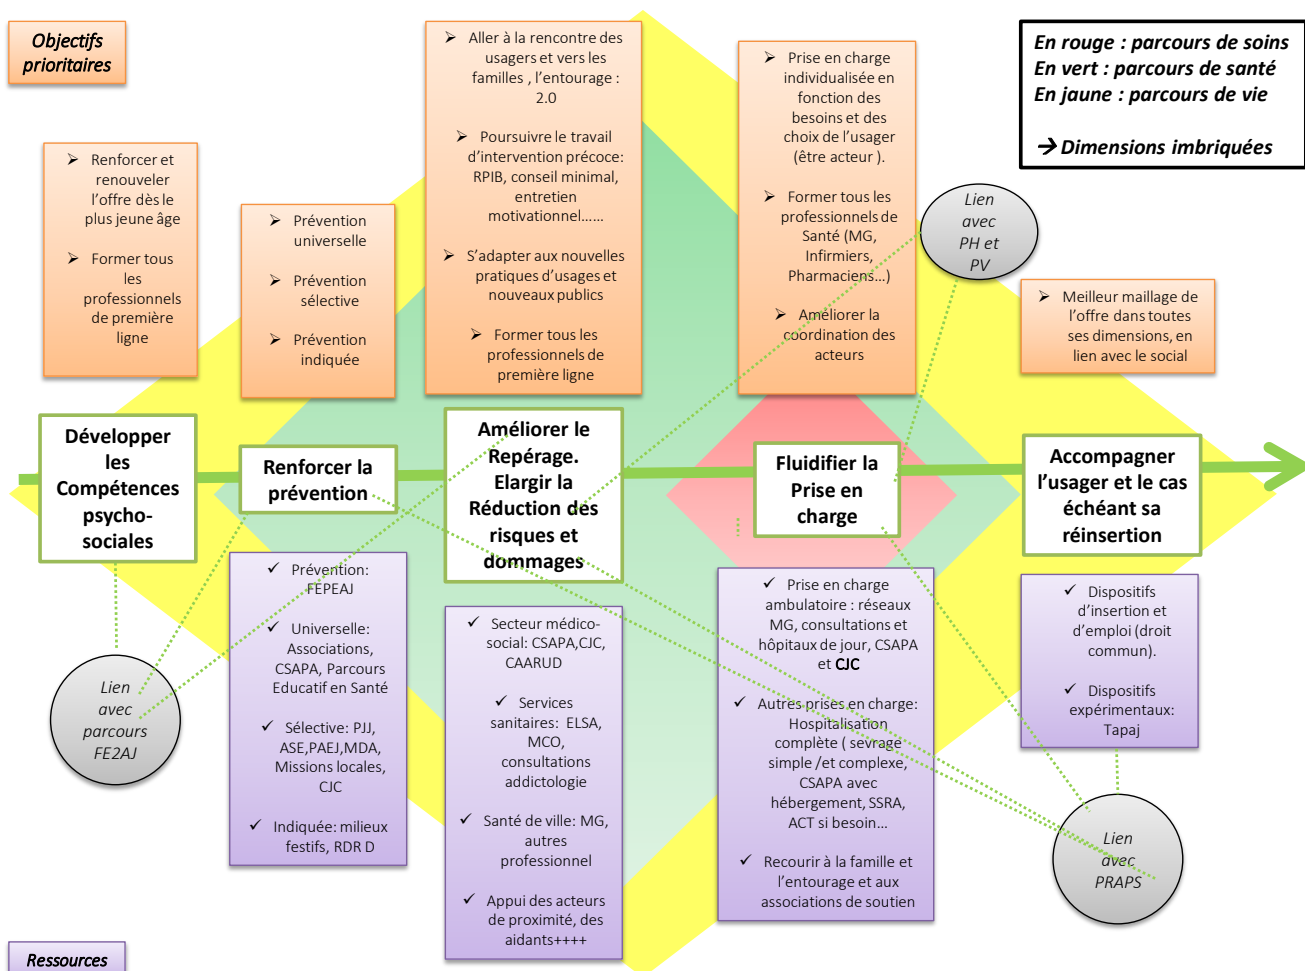 Objectifs
prioritaires
En rouge : parcours de soins
En vert : parcours de santé
En jaune : parcours de vie
→ Dimensions imbriquées
➢ Renforcer et
renouveler
l’offre dès le
plus jeune âge
➢ Former tous
les
professionnels
de première
ligne
➢ Prévention
universelle
➢ Prévention
sélective
➢ Prévention
indiquée
➢ Aller à la rencontre des
usagers et vers les
familles , l’entourage :
2.0
➢ Poursuivre le travail
d’intervention précoce:
RPIB, conseil minimal,
entretien
motivationnel……
➢ S’adapter aux nouvelles
pratiques d’usages et
nouveaux publics
➢ Former tous les
professionnels de
première ligne
➢ Prise en charge
individualisée en
fonction des
besoins et des
choix de l’usager
(être acteur ).
➢ Former tous les
professionnels de
Santé (MG,
Infirmiers,
Pharmaciens…)
➢ Améliorer la
coordination des
acteurs
Lien
avec
PH et
PV
➢ Meilleur maillage de
l’offre dans toutes
ses dimensions, en
lien avec le social
Développer
les
Compétences
psycho-
sociales
Renforcer la
prévention
Améliorer le
Repérage.
Elargir la
Réduction des
risques et
dommages
Fluidifier la
Prise en
charge
Accompagner
l’usager et le cas
échéant sa
réinsertion
Lien
avec
parcours
FE2AJ
✓ Prévention:
FEPEAJ
✓ Universelle:
Associations,
CSAPA, Parcours
Educatif en Santé
✓ Sélective: PJJ,
ASE,PAEJ,MDA,
Missions locales,
CJC
✓ Indiquée: milieux
festifs, RDR D
✓ Secteur médico-
social: CSAPA,CJC,
CAARUD
✓ Services
sanitaires: ELSA,
MCO,
consultations
addictologie
✓ Santé de ville: MG,
autres
professionnel
✓ Appui des acteurs
de proximité, des
aidants++++
✓ Prise en charge
ambulatoire : réseaux
MG, consultations et
hôpitaux de jour, CSAPA
et CJC
✓ Autres prises en charge:
Hospitalisation
complète ( sevrage
simple /et complexe,
CSAPA avec
hébergement, SSRA,
ACT si besoin…
✓ Recourir à la famille et
l’entourage et aux
associations de soutien
✓ Dispositifs
d’insertion et
d’emploi (droit
commun).
✓ Dispositifs
expérimentaux:
Tapaj
Lien
avec
PRAPS
Ressources